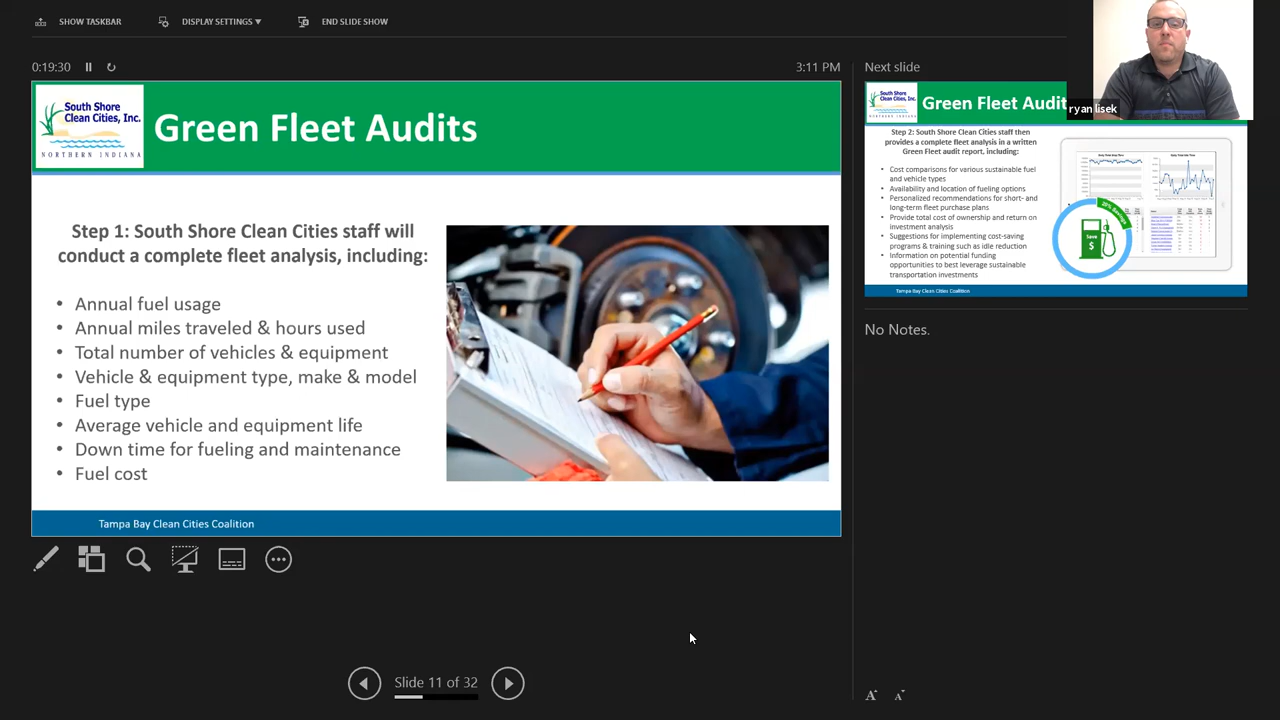 SHOW TASKBAR
DISPLAY SETTINGS ▾
END SLIDE SHOW
0:19:30
3:11 PM
South Shore
Clean Cities, Inc.
NORTHERN INDIANA
Green Fleet Audits
Step 1: South Shore Clean Cities staff will
conduct a complete fleet analysis, including:
• Annual fuel usage
• Annual miles traveled & hours used
• Total number of vehicles & equipment
• Vehicle & equipment type, make & model
• Fuel type
• Average vehicle and equipment life
• Down time for fueling and maintenance
• Fuel cost
Tampa Bay Clean Cities Coalition
Slide 11 of 32
Next slide
ryan lisek
South Shore
Clean Cities, Inc.
Green Fleet Audit
Step 2: South Shore Clean Cities staff then
provides a complete fleet analysis in a written
Green Fleet audit report, including:
• Cost comparisons for various sustainable fuel
and vehicle types
• Availability and location of fueling options
• Personalized recommendations for short- and
long-term fleet purchase plans
• Provide total cost of ownership and return on
investment analysis
• Suggestions for implementing cost-saving
programs & training such as idle reduction
• Information on potential funding
opportunities to best leverage sustainable
transportation investments
Save
$
Tampa Bay Clean Cities Coalition
No Notes.
A
A